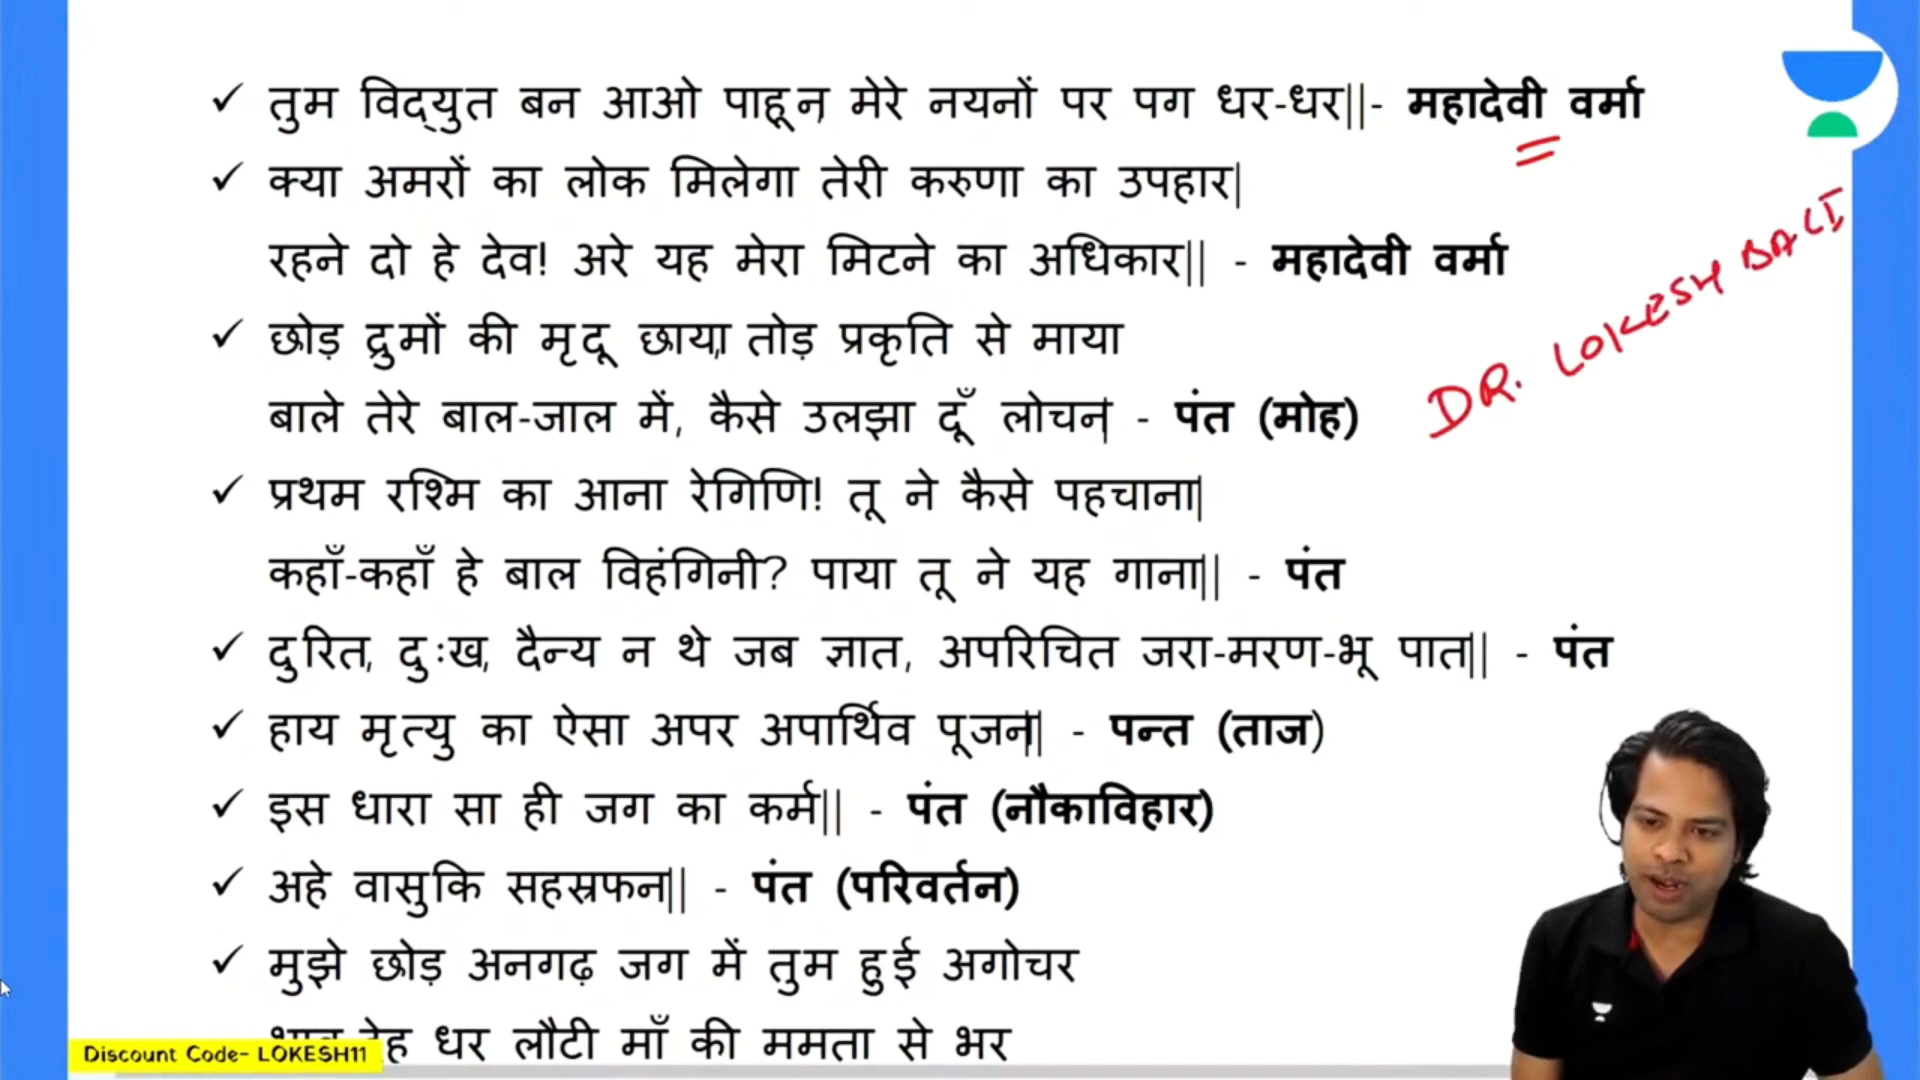 ✓ तुम विद्युत बन आओ पाहून, मेरे नयनों पर पग धर-धर||- महादेवी वर्मा
✓ क्या अमरों का लोक मिलेगा तेरी करुणा का उपहार|
रहने दो हे देव! अरे यह मेरा मिटने का अधिकार|| - महादेवी वर्मा
✓ छोड़ द्रुमों की मृदू छाया, तोड़ प्रकृति से माया
बाले तेरे बाल-जाल में, कैसे उलझा दूँ लोचन| - पंत (मोह)
✓ प्रथम रश्मि का आना रेगिणि! तू ने कैसे पहचाना|
कहाँ-कहाँ हे बाल विहंगिनी? पाया तू ने यह गाना|| - पंत
✓ दुरित, दुःख, दैन्य न थे जब ज्ञात, अपरिचित जरा-मरण-भू पात|| - पंत
✓ हाय मृत्यु का ऐसा अपर अपार्थिव पूजन|| - पन्त (ताज)
✓ इस धारा सा ही जग का कर्म|| - पंत (नौकाविहार)
✓ अहे वासुकि सहस्रफन|| - पंत (परिवर्तन)
✓ मुझे छोड़ अनगढ़ जग में तुम हुई अगोचर
धर लौटी माँ की ममता से भर
DR. LOKESH BALI
Discount Code- LOKESH11